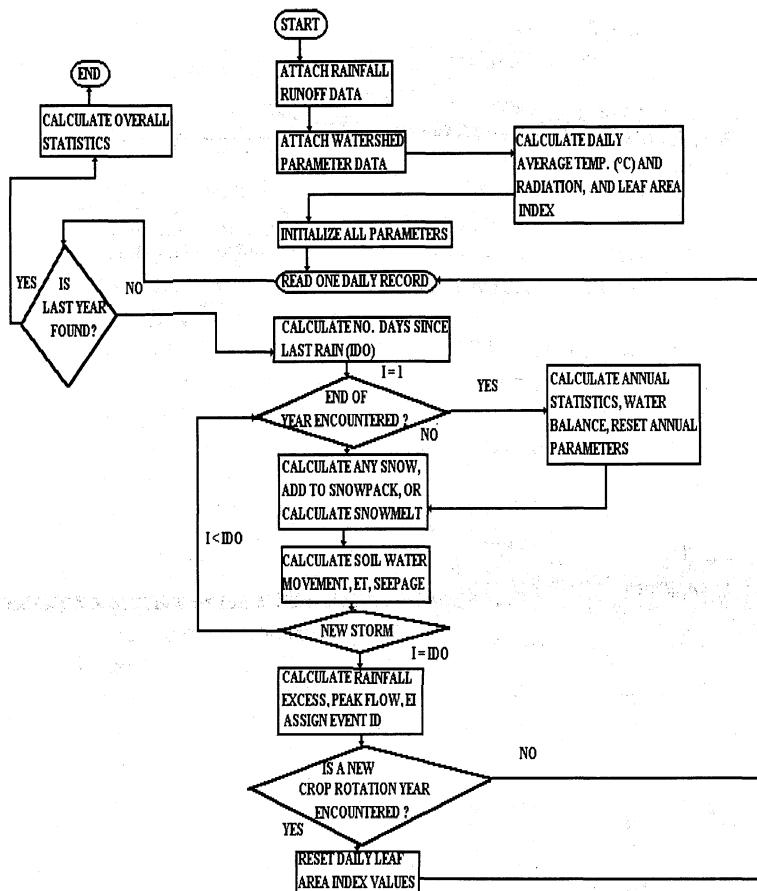 START
END
ATTACH RAINFALL
RUNOFF DATA
CALCULATE OVERALL
STATISTICS
ATTACH WATERSHED
PARAMETER DATA
CALCULATE DAILY
AVERAGE TEMP. (°C) AND
RADIATION, AND LEAF AREA
INDEX
INITIALIZE ALL PARAMETERS
READ ONE DAILY RECORD
YES
IS
LAST YEAR
FOUND?
NO
CALCULATE NO. DAYS SINCE
LAST RAIN (IDO)
I=1
END OF
YEAR ENCOUNTERED ?
YES
NO
CALCULATE ANNUAL
STATISTICS, WATER
BALANCE, RESET ANNUAL
PARAMETERS
CALCULATE ANY SNOW,
ADD TO SNOWPACK, OR
CALCULATE SNOWMELT
I<IDO
CALCULATE SOIL WATER
MOVEMENT, ET, SEEPAGE
NEW STORM
I=IDO
CALCULATE RAINFALL
EXCESS, PEAK FLOW, EI
ASSIGN EVENT ID
IS A NEW
CROP ROTATION YEAR
ENCOUNTERED ?
NO
YES
RESET DAILY LEAF
AREA INDEX VALUES